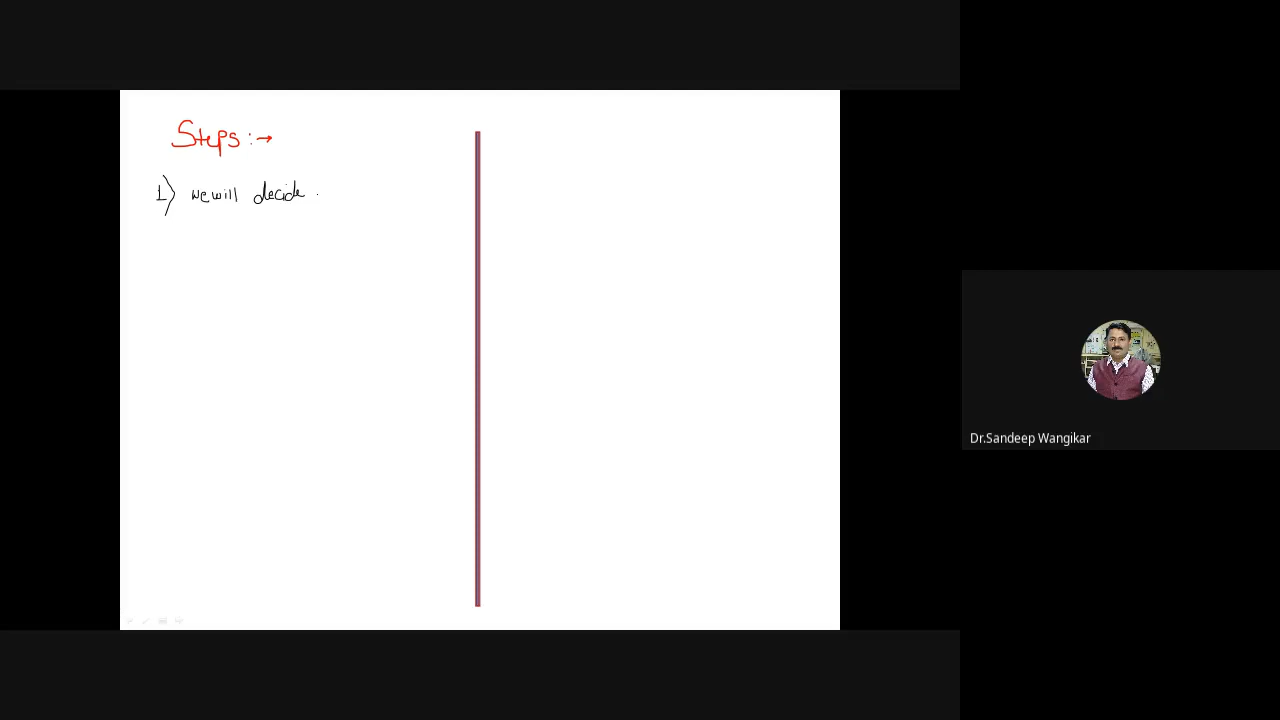 Steps :→
1) we will decide .
Dr.Sandeep Wangikar